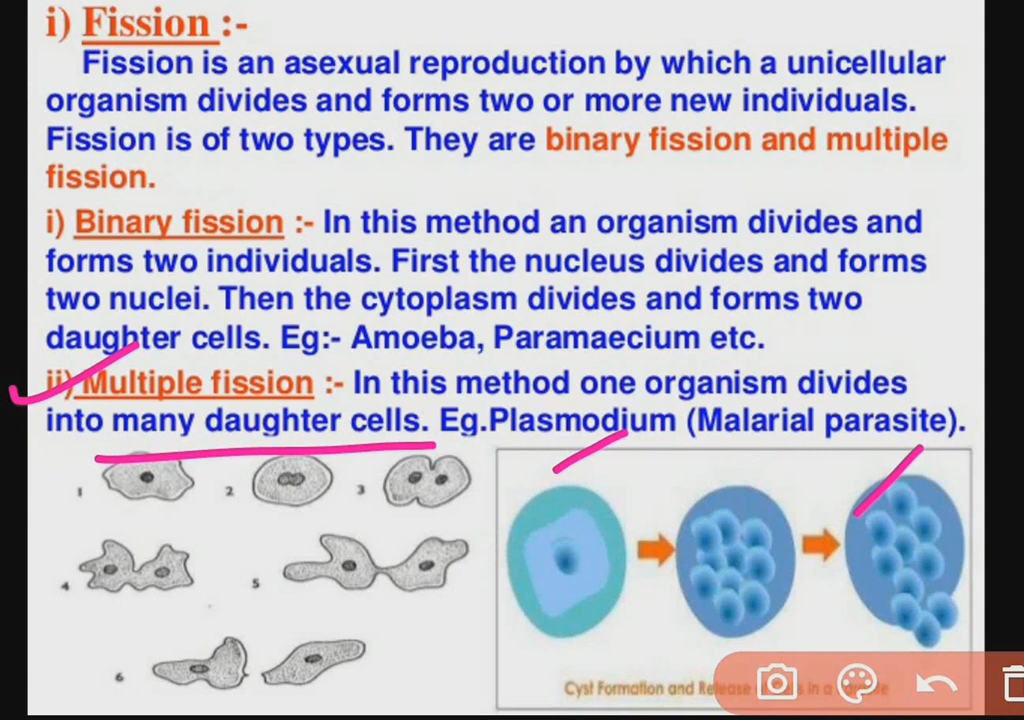 i) Fission :-
Fission is an asexual reproduction by which a unicellular
organism divides and forms two or more new individuals.
Fission is of two types. They are binary fission and multiple
fission.
i) Binary fission :- In this method an organism divides and
forms two individuals. First the nucleus divides and forms
two nuclei. Then the cytoplasm divides and forms two
daughter cells. Eg:- Amoeba, Paramaecium etc.
ii) Multiple fission :- In this method one organism divides
into many daughter cells. Eg.Plasmodium (Malarial parasite).
1 2 3
4 5
6
Cyst Formation and Release in a